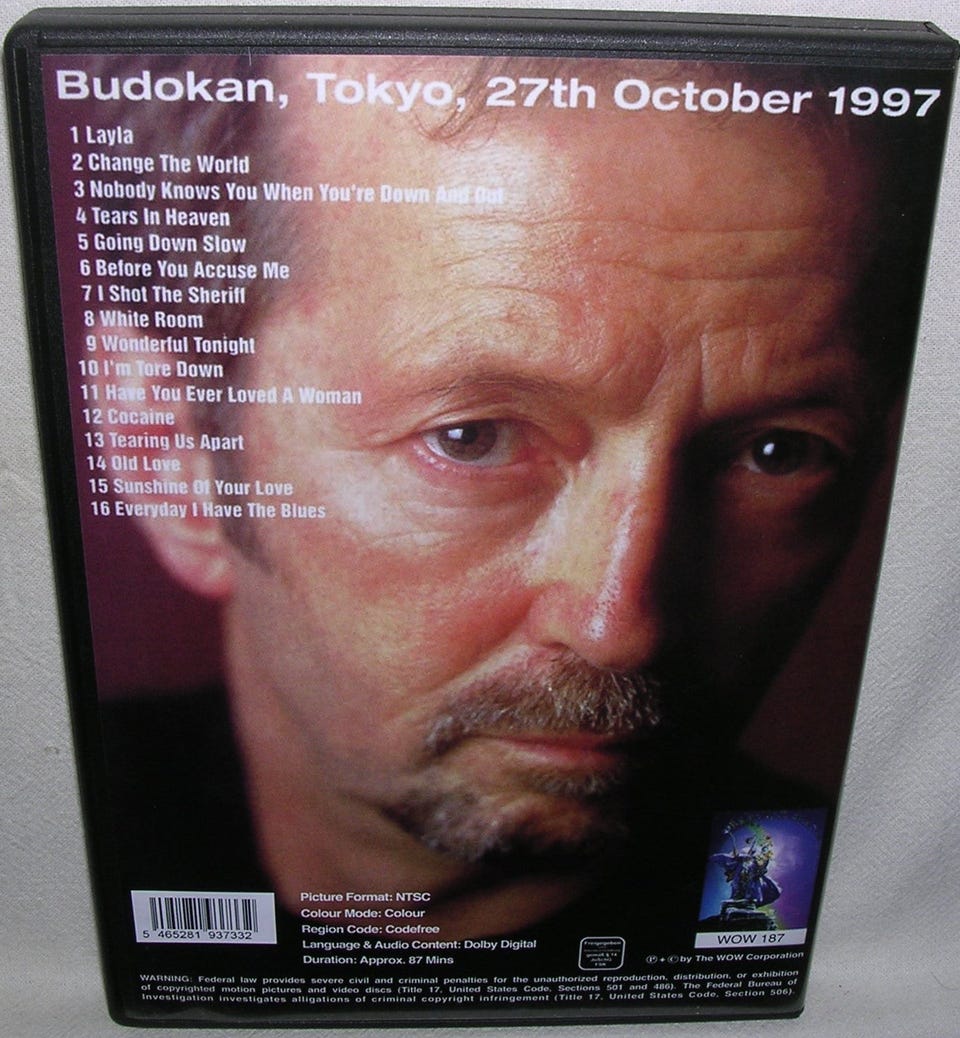 Budokan, Tokyo, 27th October 1997
1 Layla
2 Change The World
3 Nobody Knows You When You're Down And Out
4 Tears In Heaven
5 Going Down Slow
6 Before You Accuse Me
7 I Shot The Sheriff
8 White Room
9 Wonderful Tonight
10 I'm Tore Down
11 Have You Ever Loved A Woman
12 Cocaine
13 Tearing Us Apart
14 Old Love
15 Sunshine Of Your Love
16 Everyday I Have The Blues
5 465281 937332
Picture Format: NTSC
Colour Mode: Colour
Region Code: Codefree
Language & Audio Content: Dolby Digital
Duration: Approx. 87 Mins
Freigegeben
gemäß § 14
FSK
WOW 187
Ⓟ + © by The WOW Corporation
WARNING: Federal law provides severe civil and criminal penalties for the unauthorized reproduction, distribution, or exhibition
of copyrighted motion pictures and video discs (Title 17, United States Code, Sections 501 and 486). The Federal Bureau of
Investigation investigates alligations of criminal copyright infringement (Title 17, United States Code, Section 506).